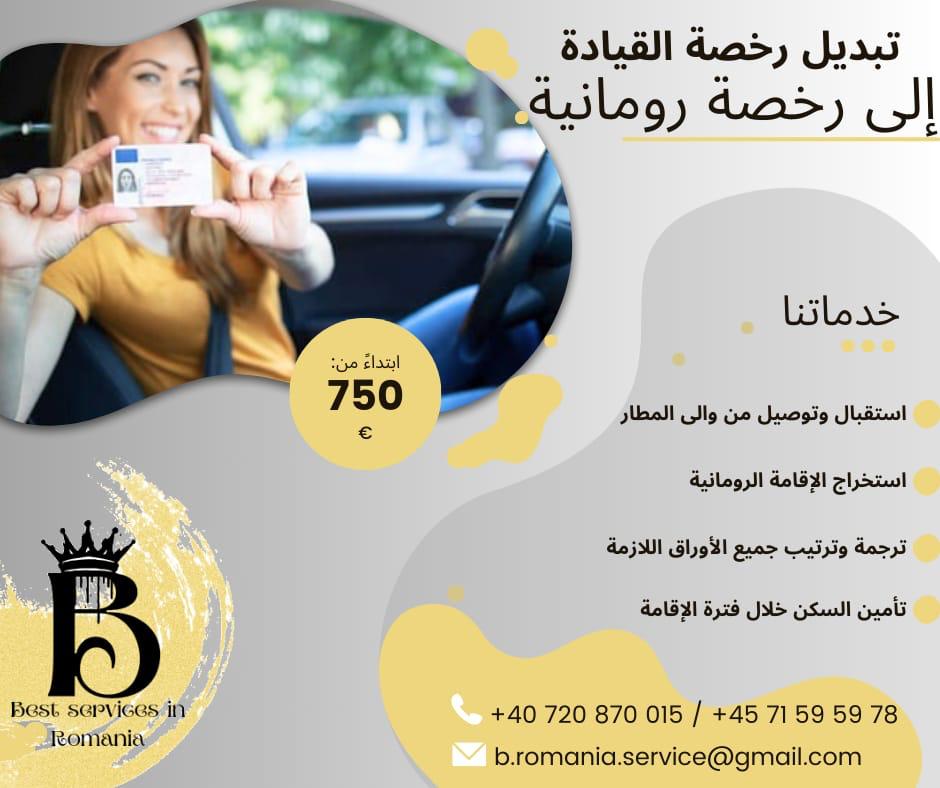 تبديل رخصة القيادة
إلى رخصة رومانية
ابتداءً من:
750
€
خدماتنا
استقبال وتوصيل من والى المطار
استخراج الإقامة الرومانية
ترجمة وترتيب جميع الأوراق اللازمة
تأمين السكن خلال فترة الإقامة
B
Best services in
Romania
+40 720 870 015 / +45 71 59 59 78
b.romania.service@gmail.com